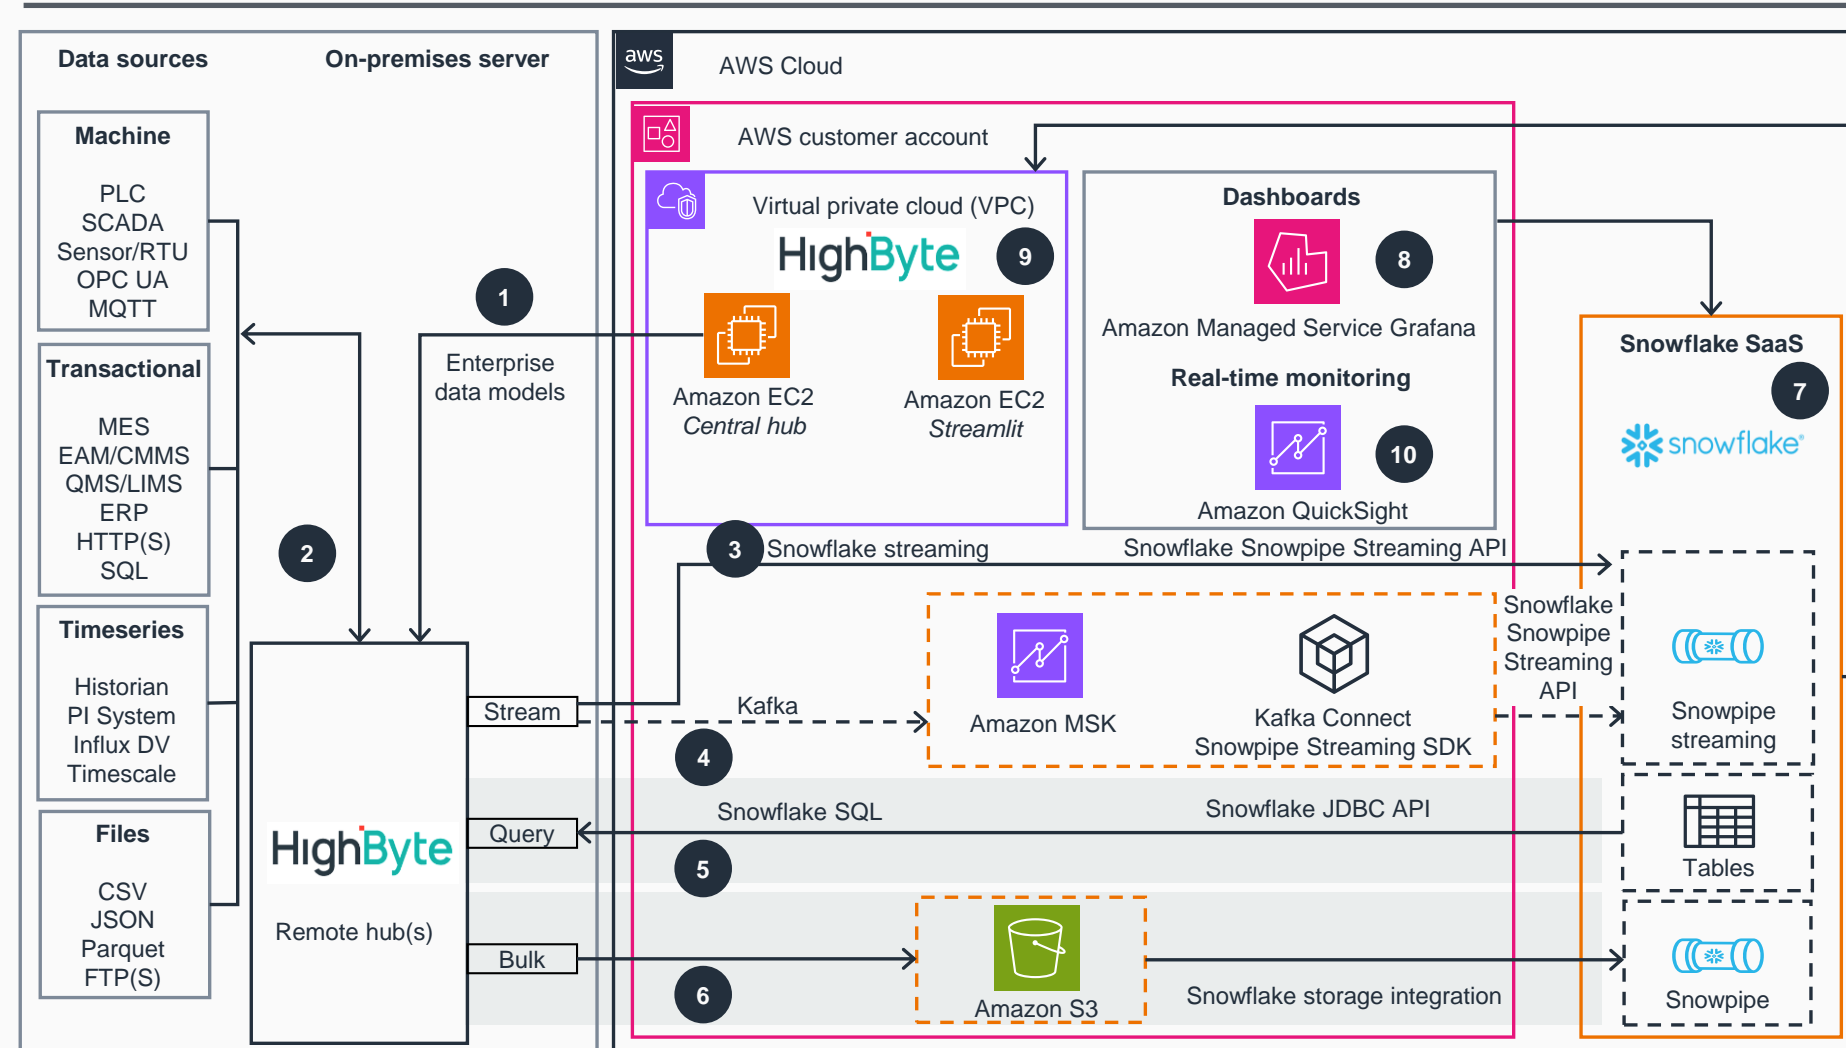 Data sources
On-premises server
Machine
PLC
SCADA
Sensor/RTU
OPC UA
MQTT
Transactional
MES
EAM/CMMS
QMS/LIMS
ERP
HTTP(S)
SQL
Timeseries
Historian
PI System
Influx DV
Timescale
Files
CSV
JSON
Parquet
FTP(S)
1
Enterprise
data models
2
HighByte
Remote hub(s)
Stream
Query
Bulk
aws
AWS Cloud
AWS customer account
Virtual private cloud (VPC)
HighByte
9
Amazon EC2
Central hub
Amazon EC2
Streamlit
Dashboards
8
Amazon Managed Service Grafana
Real-time monitoring
10
Amazon QuickSight
3
Snowflake streaming
Snowflake Snowpipe Streaming API
Kafka
4
Amazon MSK
Kafka Connect
Snowpipe Streaming SDK
Snowflake
Snowpipe
Streaming
API
Snowflake SQL
Snowflake JDBC API
5
6
Amazon S3
Snowflake storage integration
Snowflake SaaS
7
snowflake®
Snowpipe
streaming
Tables
Snowpipe